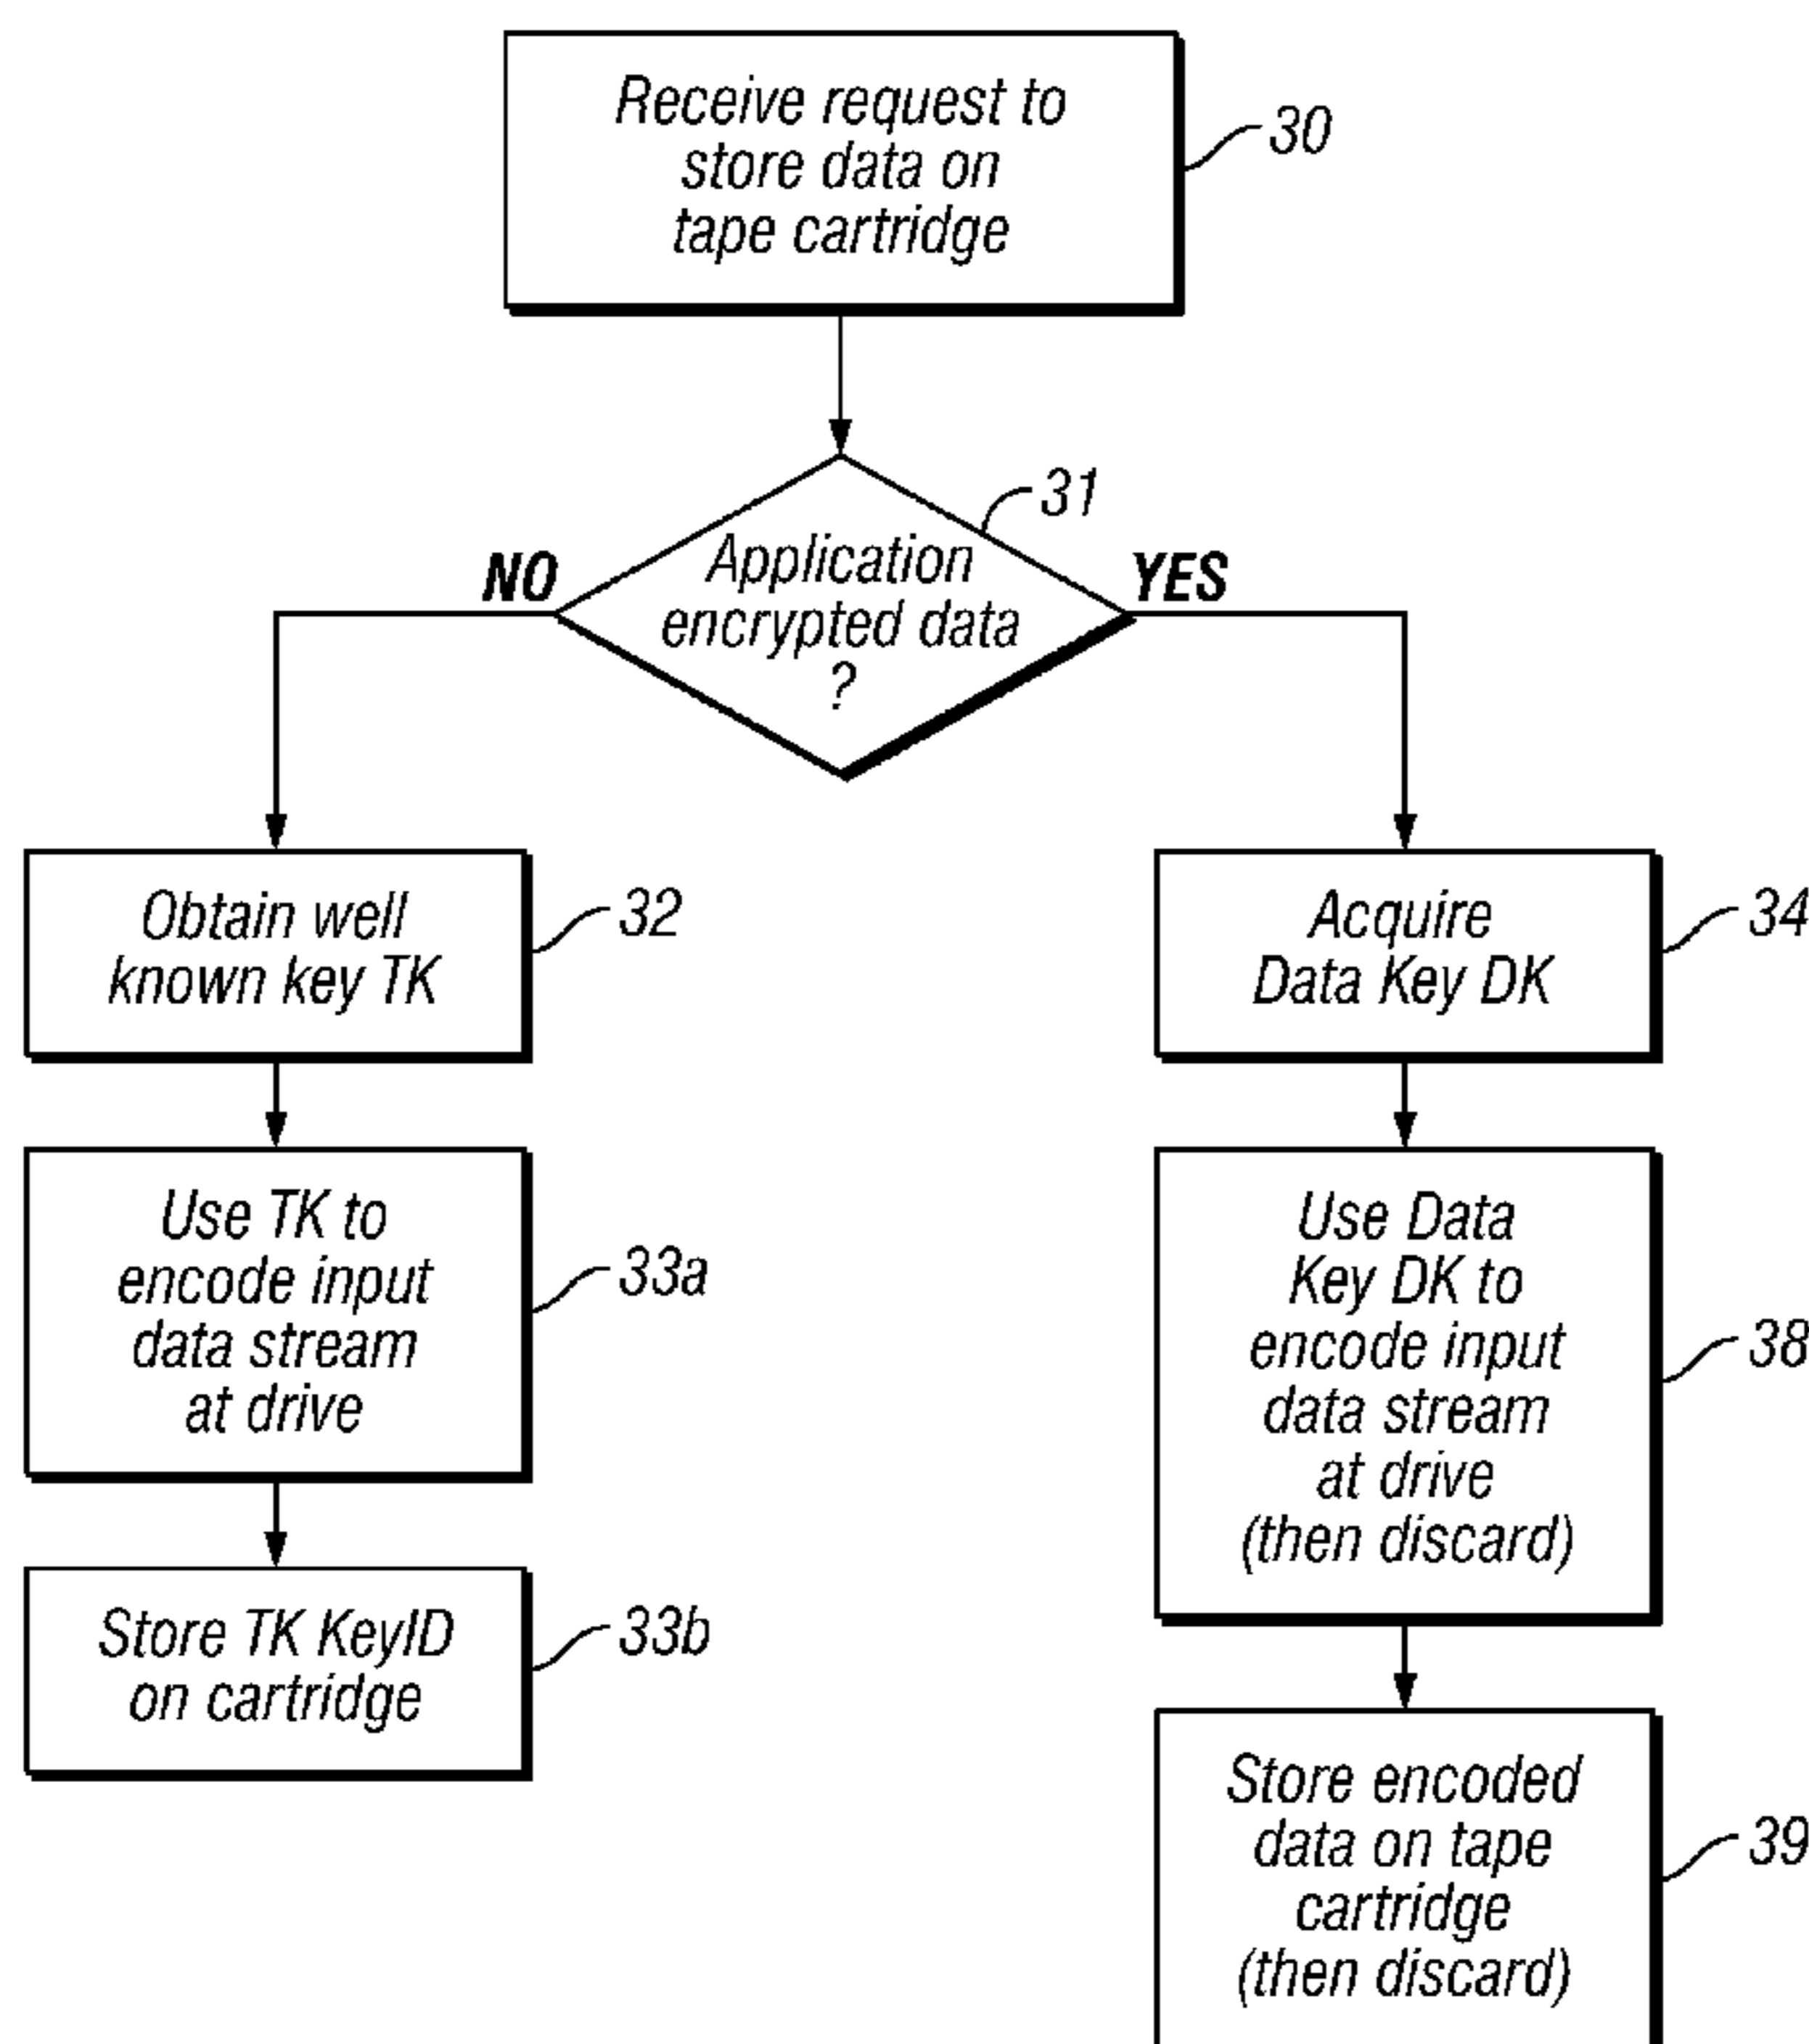 Receive request to
store data on
tape cartridge
30
31
NO
Application
encrypted data
?
YES
Obtain well
known key TK
32
Acquire
Data Key DK
34
Use TK to
encode input
data stream
at drive
33a
Use Data
Key DK to
encode input
data stream
at drive
(then discard)
38
Store TK KeyID
on cartridge
33b
Store encoded
data on tape
cartridge
(then discard)
39